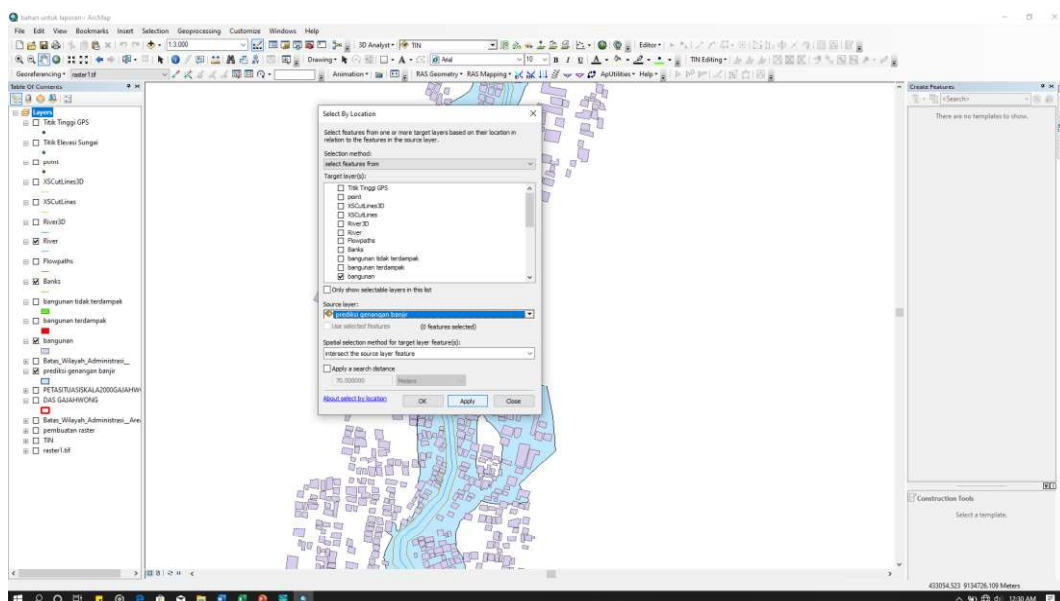 bahan untuk laporan - ArcMap
File Edit View Bookmarks Insert Selection Geoprocessing Customize Windows Help
1:3.000
3D Analyst
TIN
Editor
Drawing
Arial
10
B I U A
TIN Editing
Georeferencing
raster1.tif
Animation
RAS Geometry
RAS Mapping
ApUtilities
Help
Table Of Contents
Layers
Titik Tinggi GPS
Titik Elevasi Sungai
point
XSCutLines3D
XSCutLines
River3D
River
Flowpaths
Banks
bangunan tidak terdampak
bangunan terdampak
bangunan
Batas_Wilayah_Administrasi_
prediksi genangan banjir
PETASITUASISKALA2000GAJAHW
DAS GAJAHWONG
Batas_Wilayah_Administrasi_Are
pembuatan raster
TIN
raster1.tif
Select By Location
Select features from one or more target layers based on their location in
relation to the features in the source layer.
Selection method:
select features from
Target layer(s):
Titik Tinggi GPS
point
XSCutLines3D
XSCutLines
River3D
River
Flowpaths
Banks
bangunan tidak terdampak
bangunan terdampak
bangunan
Only show selectable layers in this list
Source layer:
prediksi genangan banjir
Use selected features (0 features selected)
Spatial selection method for target layer feature(s):
intersect the source layer feature
Apply a search distance
70.000000 Meters
About select by location OK Apply Close
Create Features
<Search>
There are no templates to show.
Construction Tools
Select a template.
433054.523 9134726.109 Meters
12:30 AM